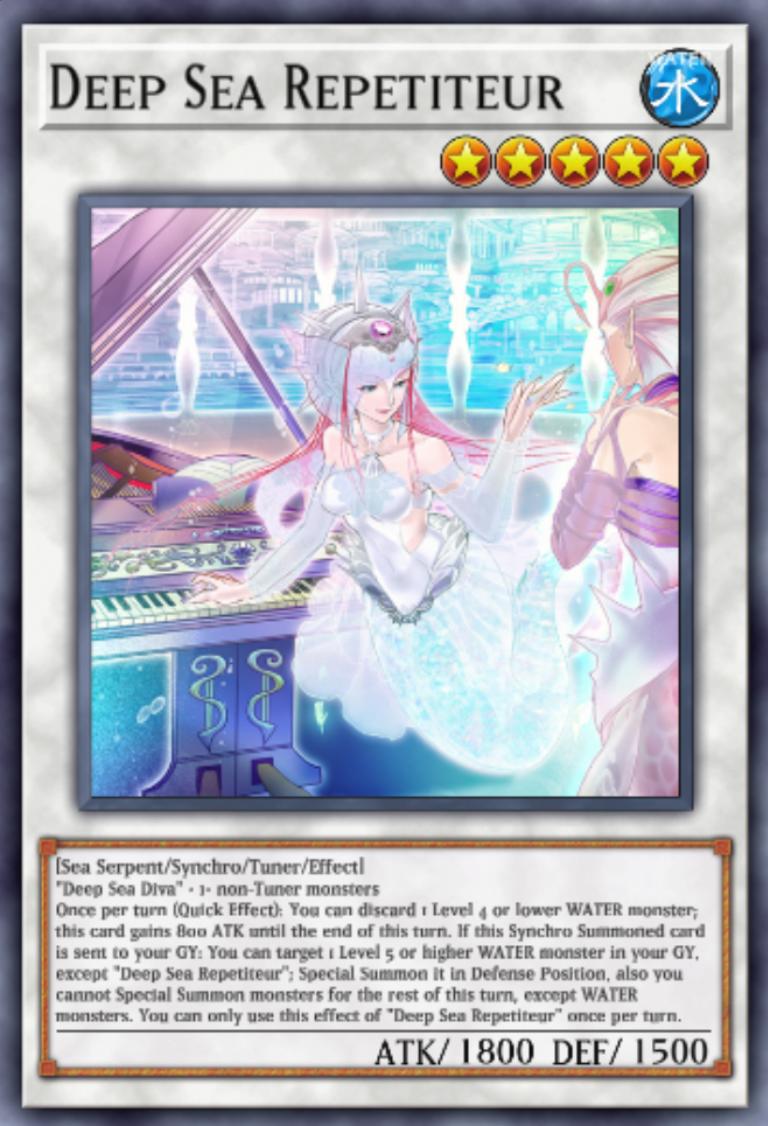 DEEP SEA REPETITEUR
WATER
水
[Sea Serpent/Synchro/Tuner/Effect]
"Deep Sea Diva" + 1+ non-Tuner monsters
Once per turn (Quick Effect): You can discard 1 Level 4 or lower WATER monster;
this card gains 800 ATK until the end of this turn. If this Synchro Summoned card
is sent to your GY: You can target 1 Level 5 or higher WATER monster in your GY,
except "Deep Sea Repetiteur"; Special Summon it in Defense Position, also you
cannot Special Summon monsters for the rest of this turn, except WATER
monsters. You can only use this effect of "Deep Sea Repetiteur" once per turn.
ATK/ 1800 DEF/ 1500